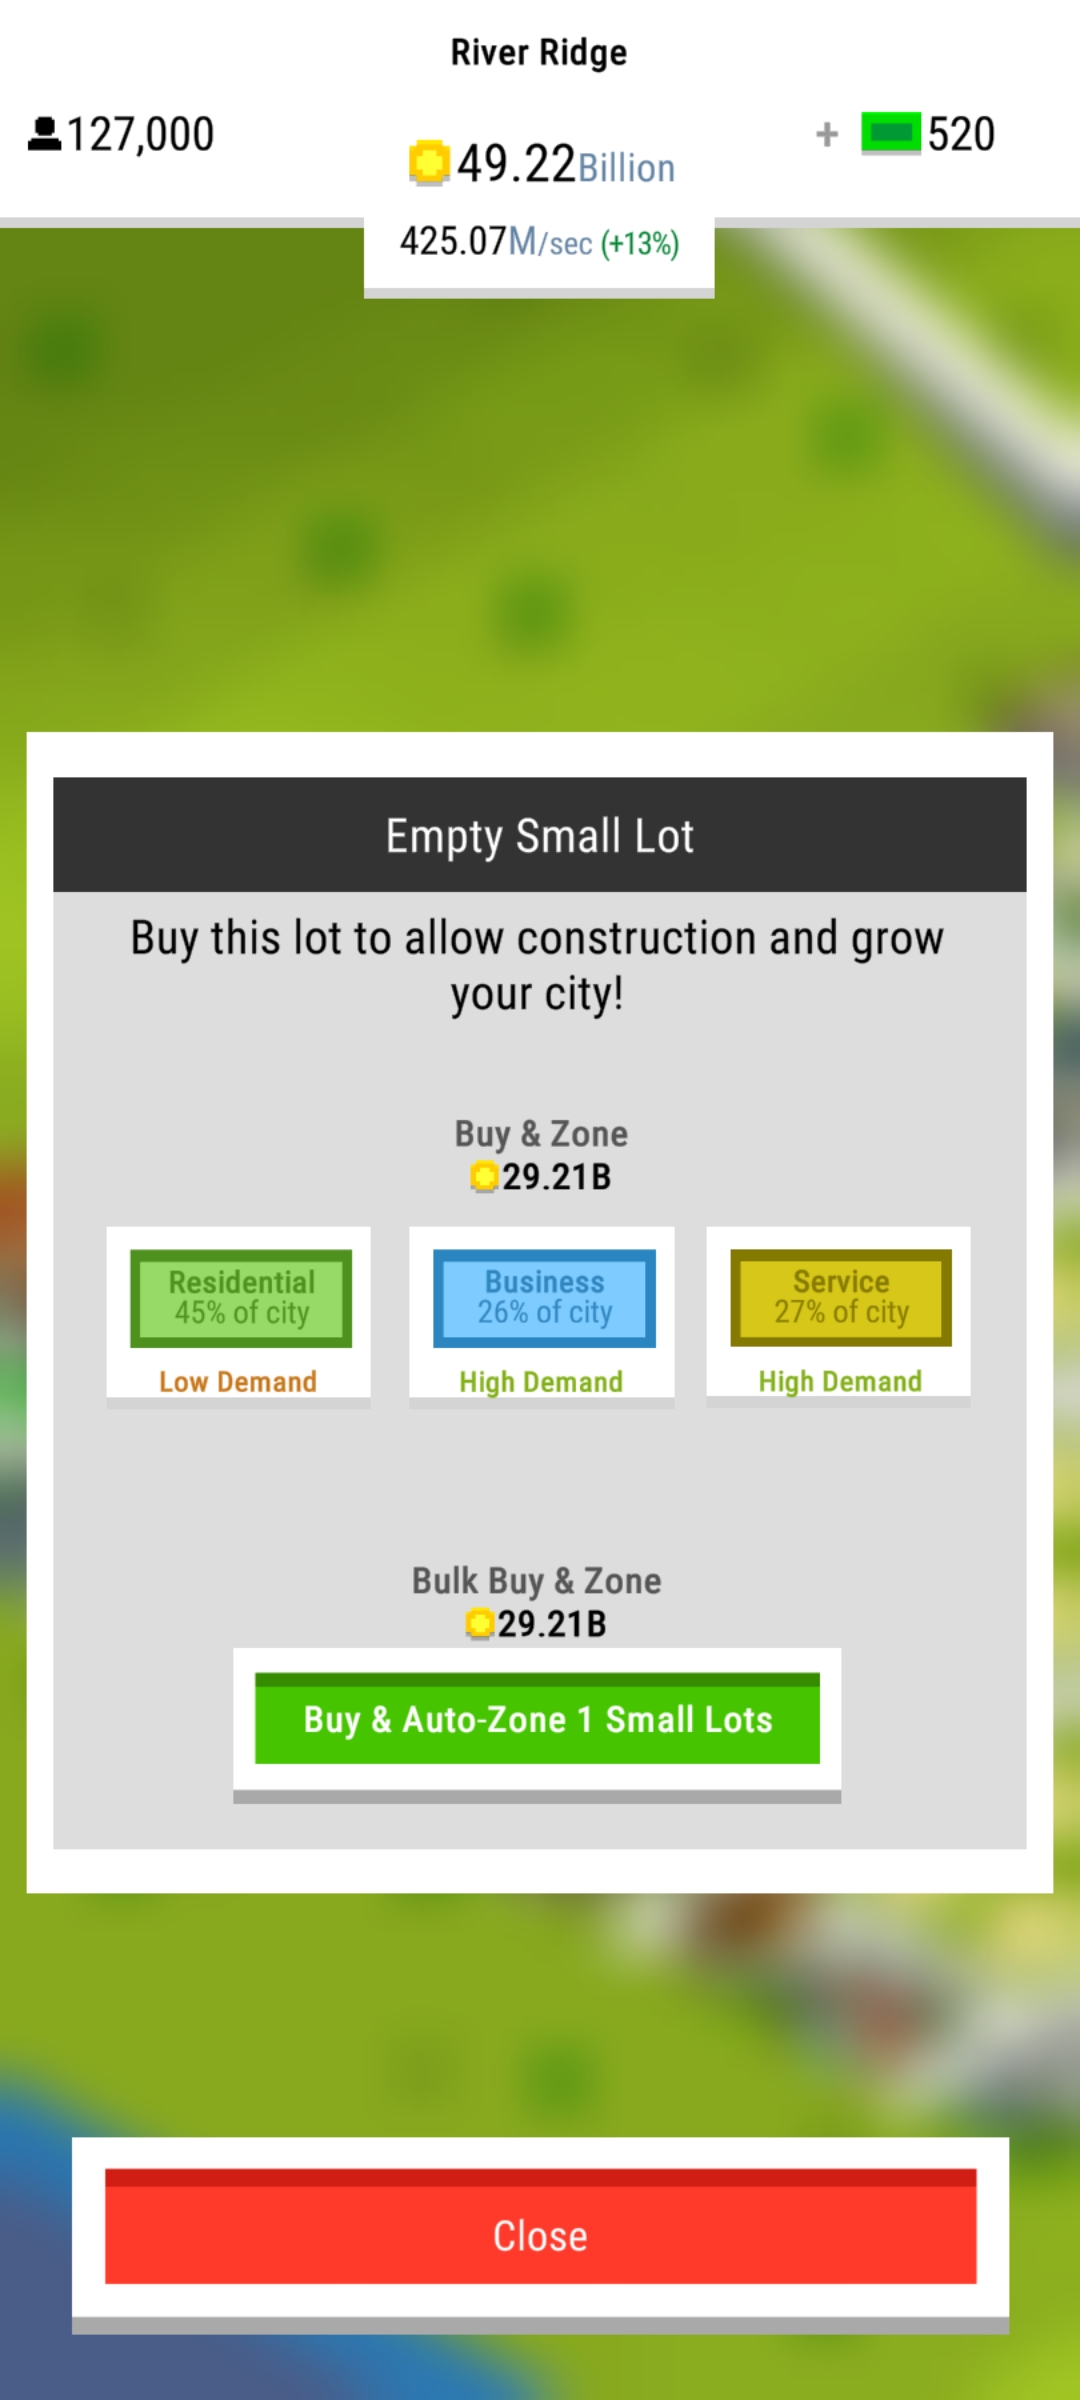 River Ridge
127,000
49.22Billion
+ 520
425.07M/sec (+13%)
Empty Small Lot
Buy this lot to allow construction and grow
your city!
Buy & Zone
29.21B
Residential
45% of city
Low Demand
Business
26% of city
High Demand
Service
27% of city
High Demand
Bulk Buy & Zone
29.21B
Buy & Auto-Zone 1 Small Lots
Close